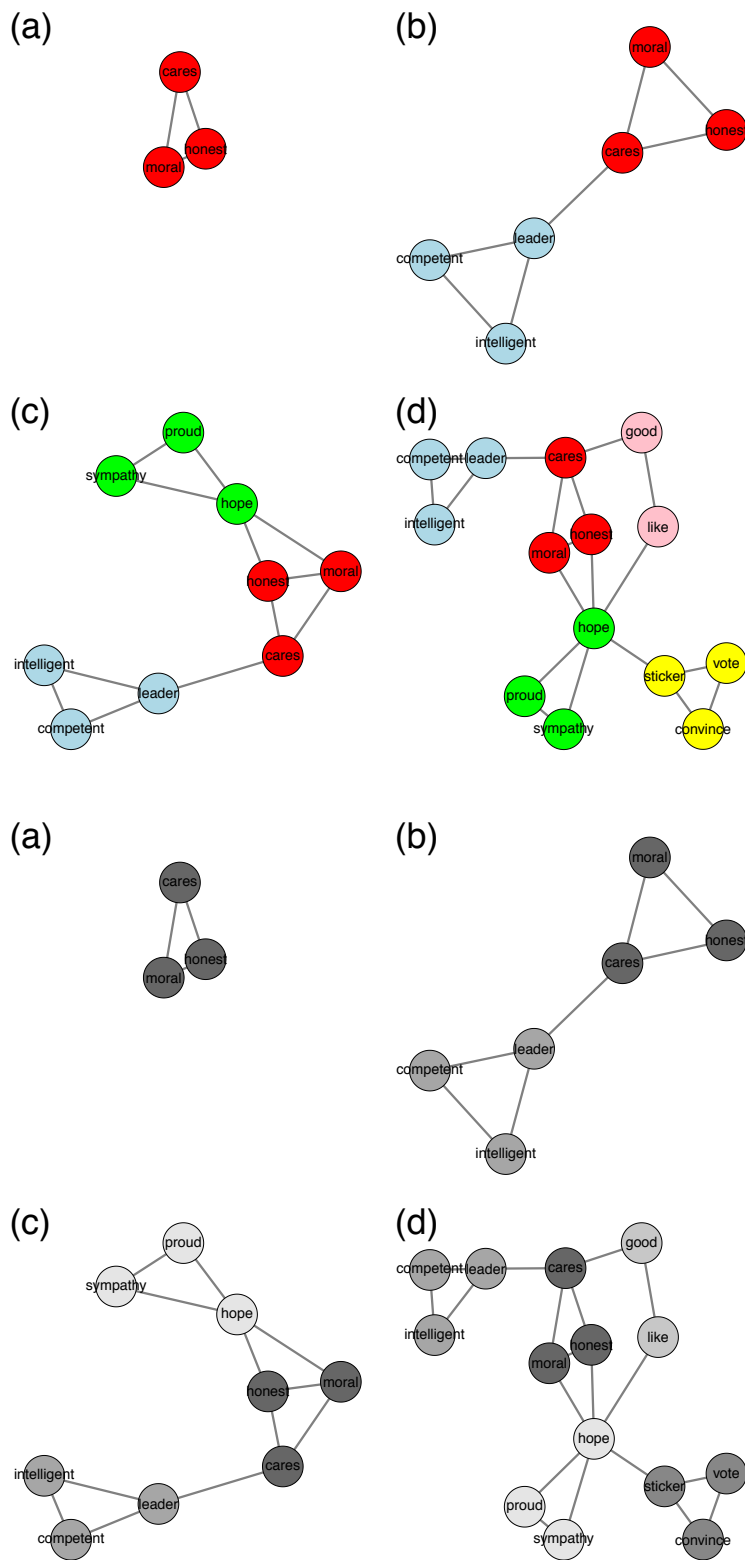 (a)
(b)
cares
moral
honest
moral
honest
cares
leader
competent
intelligent
(c)
(d)
proud
sympathy
hope
honest
moral
cares
intelligent
leader
competent
good
competent
leader
cares
intelligent
like
honest
moral
hope
sticker
vote
proud
sympathy
convince
(a)
(b)
cares
moral
honest
moral
honest
cares
leader
competent
intelligent
(c)
(d)
proud
sympathy
hope
honest
moral
cares
intelligent
leader
competent
good
competent
leader
cares
intelligent
like
honest
moral
hope
sticker
vote
proud
sympathy
convince